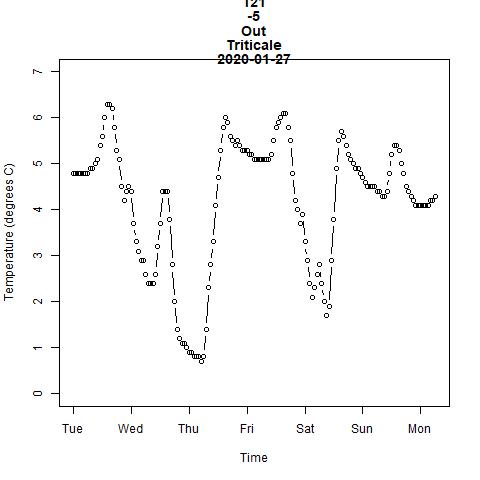 121
-5
Out
Triticale
2020-01-27
Temperature (degrees C)
7
6
5
4
3
2
1
0
Tue Wed Thu Fri Sat Sun Mon
Time